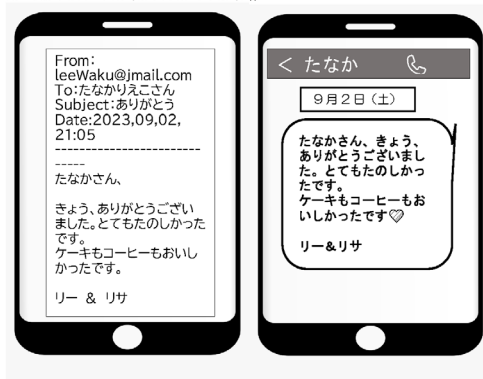 From:
leeWaku@jmail.com
To:たなかりえこさん
Subject:ありがとう
Date:2023,09,02,
21:05
------------------------
-----
たなかさん、
きょう、ありがとうござい
ました。とてもたのしかった
です。
ケーキもコーヒーもおいし
かったです。
リー & リサ
< たなか
9月2日(土)
たなかさん、きょう、
ありがとうございまし
た。とてもたのしかっ
たです。
ケーキもコーヒーもお
いしかったです♡
リー&リサ